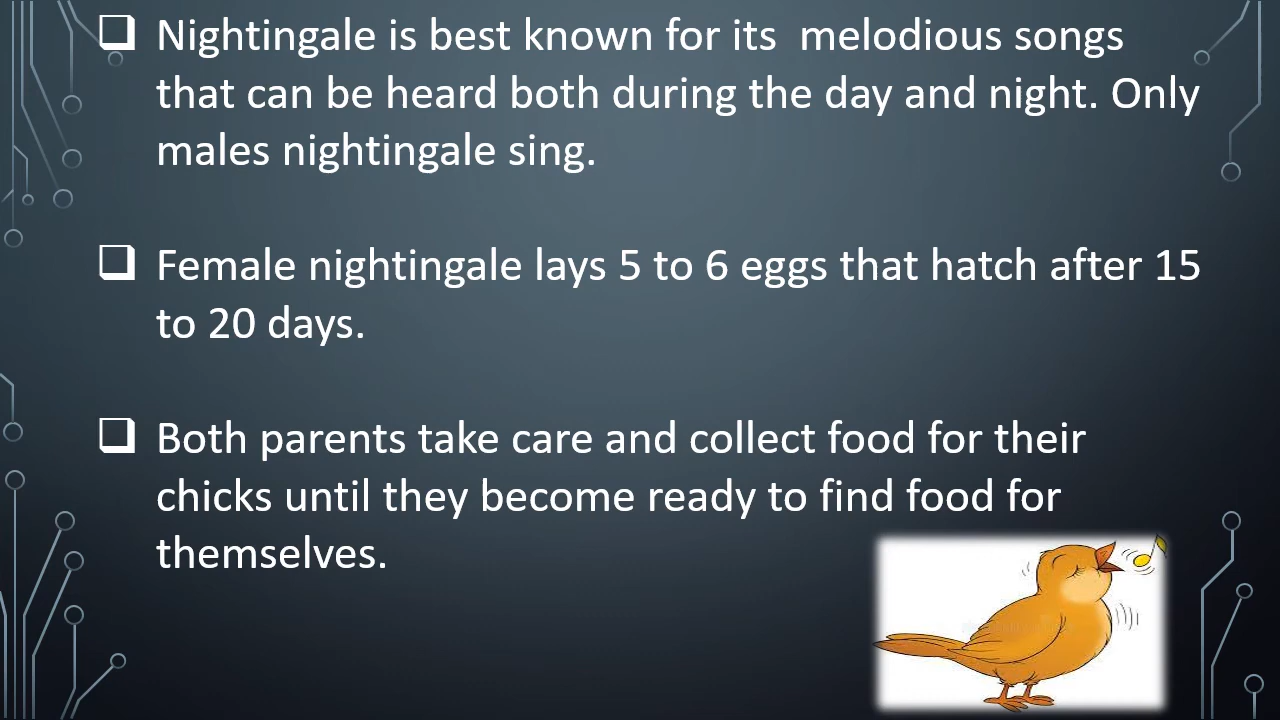 Nightingale is best known for its  melodious songs
that can be heard both during the day and night. Only
males nightingale sing.
Female nightingale lays 5 to 6 eggs that hatch after 15
to 20 days.
Both parents take care and collect food for their
chicks until they become ready to find food for
themselves.